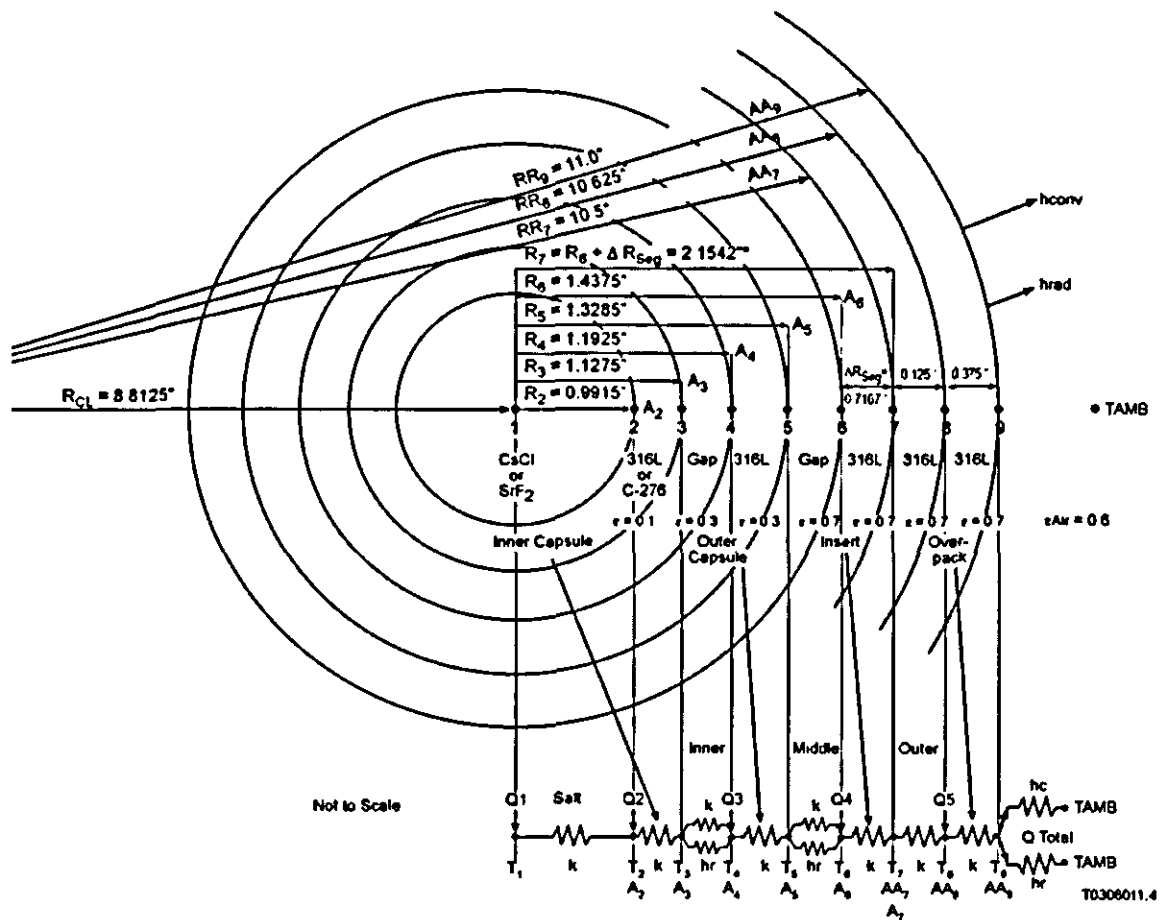 AA9
AA8
AA7
RR9 = 11.0"
RR8 = 10 625"
RR7 = 10 5"
hconv
hrad
R7 = R6 + Δ RSeg = 2 1542"
R6 = 1.4375"
A6
R5 = 1.3285"
A5
R4 = 1.1925"
A4
R3 = 1.1275"
A3
R2 = 0.9915"
A2
RCL = 8 8125"
ΔRSeg=
0.7167"
0.125"
0.375"
TAMB
1 2 3 4 5 6 7 8 9
CsCl
or
SrF2
316L
or
C-276
Gap
316L
Gap
316L
316L
316L
ε = 0 1 ε = 0 3 ε = 0 3 ε = 0 7 ε = 0 7 ε = 0 7 ε = 0 7
εAir = 0 6
Inner Capsule
Outer
Capsule
Insert
Over-
pack
Inner Middle Outer
Not to Scale
Q1 Salt Q2 Q3 Q4 Q5
k k
hc
TAMB
Q Total
TAMB
hr
T1 k T2 k T3 hr T4 k T5 hr T6 k T7 k T8 k T9
A2 A3 A4 A5 A6 AA7 AA8 AA9
A7
T0306011.4